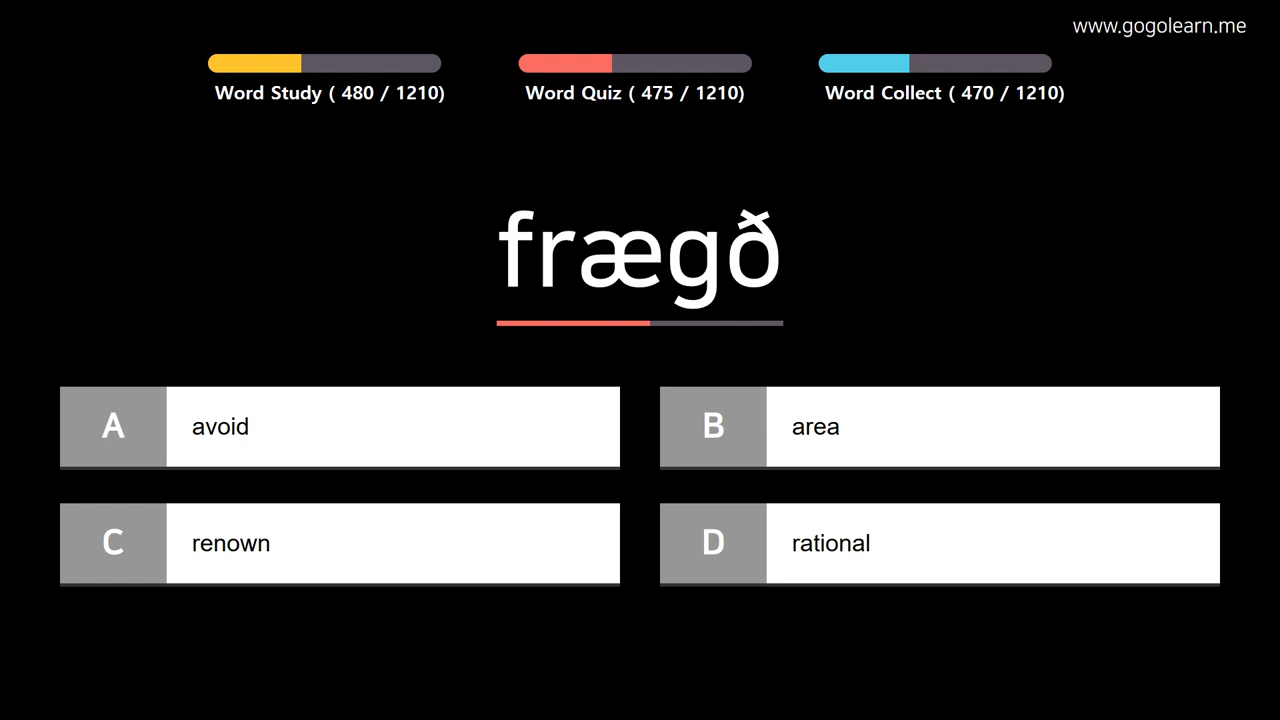 www.gogolearn.me
Word Study ( 480 / 1210)
Word Quiz ( 475 / 1210)
Word Collect ( 470 / 1210)
frægð
A avoid
B area
C renown
D rational